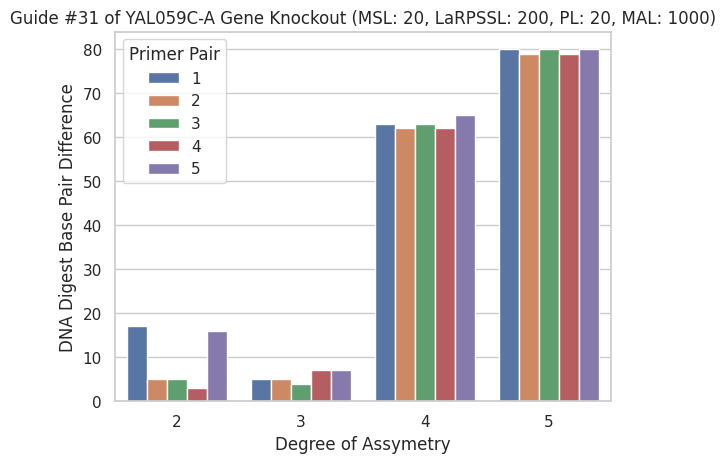 Guide #31 of YAL059C-A Gene Knockout (MSL: 20, LaRPSSL: 200, PL: 20, MAL: 1000)
Primer Pair
1
2
3
4
5
DNA Digest Base Pair Difference
80
70
60
50
40
30
20
10
0
2 3 4 5
Degree of Assymetry